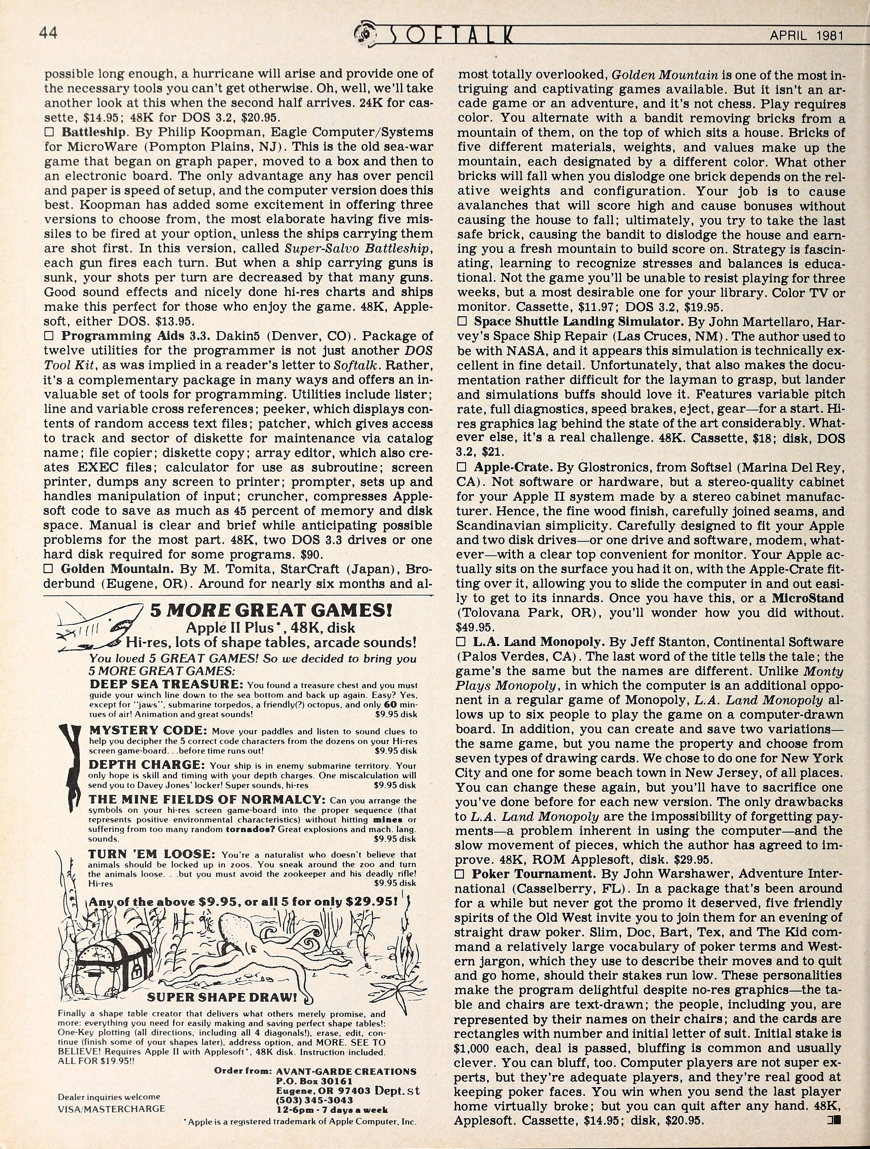 44
SOFTALK
APRIL 1981
possible long enough, a hurricane will arise and provide one of
the necessary tools you can't get otherwise. Oh, well, we'll take
another look at this when the second half arrives. 24K for cas-
sette, $14.95; 48K for DOS 3.2, $20.95.
□ Battleship. By Philip Koopman, Eagle Computer/Systems
for MicroWare (Pompton Plains, NJ). This is the old sea-war
game that began on graph paper, moved to a box and then to
an electronic board. The only advantage any has over pencil
and paper is speed of setup, and the computer version does this
best. Koopman has added some excitement in offering three
versions to choose from, the most elaborate having five mis-
siles to be fired at your option, unless the ships carrying them
are shot first. In this version, called Super-Salvo Battleship,
each gun fires each turn. But when a ship carrying guns is
sunk, your shots per turn are decreased by that many guns.
Good sound effects and nicely done hi-res charts and ships
make this perfect for those who enjoy the game. 48K, Apple-
soft, either DOS. $13.95.
□ Programming Aids 3.3. Dakin5 (Denver, CO). Package of
twelve utilities for the programmer is not just another DOS
Tool Kit, as was implied in a reader's letter to Softalk. Rather,
it's a complementary package in many ways and offers an in-
valuable set of tools for programming. Utilities include lister;
line and variable cross references; peeker, which displays con-
tents of random access text files; patcher, which gives access
to track and sector of diskette for maintenance via catalog
name; file copier; diskette copy; array editor, which also cre-
ates EXEC files; calculator for use as subroutine; screen
printer, dumps any screen to printer; prompter, sets up and
handles manipulation of input; cruncher, compresses Apple-
soft code to save as much as 45 percent of memory and disk
space. Manual is clear and brief while anticipating possible
problems for the most part. 48K, two DOS 3.3 drives or one
hard disk required for some programs. $90.
□ Golden Mountain. By M. Tomita, StarCraft (Japan), Bro-
derbund (Eugene, OR). Around for nearly six months and al-
5 MORE GREAT GAMES!
Apple II Plus*, 48K, disk
Hi-res, lots of shape tables, arcade sounds!
You loved 5 GREAT GAMES! So we decided to bring you
5 MORE GREAT GAMES:
DEEP SEA TREASURE: You found a treasure chest and you must
guide your winch line down to the sea bottom and back up again. Easy? Yes,
except for "jaws", submarine torpedos, a friendly(?) octopus, and only 60 min-
rues of air! Animation and great sounds! $9.95 disk
MYSTERY CODE: Move your paddles and listen to sound clues to
help you decipher the 5 correct code characters from the dozens on your Hi-res
screen game-board. . .before time runs out! $9.95 disk
DEPTH CHARGE: Your ship is in enemy submarine territory. Your
only hope is skill and timing with your depth charges. One miscalculation will
send you to Davey Jones' locker! Super sounds, hi-res $9.95 disk
THE MINE FIELDS OF NORMALCY: Can you arrange the
symbols on your hi-res screen game-board into the proper sequence (that
represents positive environmental characteristics) without hitting mines or
suffering from too many random tornados? Great explosions and mach. lang.
sounds. $9.95 disk
TURN 'EM LOOSE: You're a naturalist who doesn't believe that
animals should be locked up in zoos. You sneak around the zoo and turn
the animals loose. . .but you must avoid the zookeeper and his deadly rifle!
Hi-res $9.95 disk
Any of the above $9.95, or all 5 for only $29.95!
SUPER SHAPE DRAW!
Finally a shape table creator that delivers what others merely promise, and
more: everything you need for easily making and saving perfect shape tables!:
One-Key plotting (all directions, including all 4 diagonals!), erase, edit, con-
tinue (finish some of your shapes later), address option, and MORE. SEE TO
BELIEVE! Requires Apple II with Applesoft*, 48K disk. Instruction included.
ALL FOR $19.95!!
Order from: AVANT-GARDE CREATIONS
P.O. Box 30161
Eugene, OR 97403 Dept. st
(503) 345-3043
12-6pm - 7 days a week
Dealer inquiries welcome
VISA/MASTERCHARGE
*Apple is a registered trademark of Apple Computer, Inc.
most totally overlooked, Golden Mountain is one of the most in-
triguing and captivating games available. But it isn't an ar-
cade game or an adventure, and it's not chess. Play requires
color. You alternate with a bandit removing bricks from a
mountain of them, on the top of which sits a house. Bricks of
five different materials, weights, and values make up the
mountain, each designated by a different color. What other
bricks will fall when you dislodge one brick depends on the rel-
ative weights and configuration. Your job is to cause
avalanches that will score high and cause bonuses without
causing the house to fall; ultimately, you try to take the last
safe brick, causing the bandit to dislodge the house and earn-
ing you a fresh mountain to build score on. Strategy is fascin-
ating, learning to recognize stresses and balances is educa-
tional. Not the game you'll be unable to resist playing for three
weeks, but a most desirable one for your library. Color TV or
monitor. Cassette, $11.97; DOS 3.2, $19.95.
□ Space Shuttle Landing Simulator. By John Martellaro, Har-
vey's Space Ship Repair (Las Cruces, NM). The author used to
be with NASA, and it appears this simulation is technically ex-
cellent in fine detail. Unfortunately, that also makes the docu-
mentation rather difficult for the layman to grasp, but lander
and simulations buffs should love it. Features variable pitch
rate, full diagnostics, speed brakes, eject, gear—for a start. Hi-
res graphics lag behind the state of the art considerably. What-
ever else, it's a real challenge. 48K. Cassette, $18; disk, DOS
3.2, $21.
□ Apple-Crate. By Glostronics, from Softsel (Marina Del Rey,
CA). Not software or hardware, but a stereo-quality cabinet
for your Apple II system made by a stereo cabinet manufac-
turer. Hence, the fine wood finish, carefully joined seams, and
Scandinavian simplicity. Carefully designed to fit your Apple
and two disk drives—or one drive and software, modem, what-
ever—with a clear top convenient for monitor. Your Apple ac-
tually sits on the surface you had it on, with the Apple-Crate fit-
ting over it, allowing you to slide the computer in and out easi-
ly to get to its innards. Once you have this, or a MicroStand
(Tolovana Park, OR), you'll wonder how you did without.
$49.95.
□ L.A. Land Monopoly. By Jeff Stanton, Continental Software
(Palos Verdes, CA). The last word of the title tells the tale; the
game's the same but the names are different. Unlike Monty
Plays Monopoly, in which the computer is an additional oppo-
nent in a regular game of Monopoly, L.A. Land Monopoly al-
lows up to six people to play the game on a computer-drawn
board. In addition, you can create and save two variations—
the same game, but you name the property and choose from
seven types of drawing cards. We chose to do one for New York
City and one for some beach town in New Jersey, of all places.
You can change these again, but you'll have to sacrifice one
you've done before for each new version. The only drawbacks
to L.A. Land Monopoly are the impossibility of forgetting pay-
ments—a problem inherent in using the computer—and the
slow movement of pieces, which the author has agreed to im-
prove. 48K, ROM Applesoft, disk. $29.95.
□ Poker Tournament. By John Warshawer, Adventure Inter-
national (Casselberry, FL). In a package that's been around
for a while but never got the promo it deserved, five friendly
spirits of the Old West invite you to join them for an evening of
straight draw poker. Slim, Doc, Bart, Tex, and The Kid com-
mand a relatively large vocabulary of poker terms and West-
ern jargon, which they use to describe their moves and to quit
and go home, should their stakes run low. These personalities
make the program delightful despite no-res graphics—the ta-
ble and chairs are text-drawn; the people, including you, are
represented by their names on their chairs; and the cards are
rectangles with number and initial letter of suit. Initial stake is
$1,000 each, deal is passed, bluffing is common and usually
clever. You can bluff, too. Computer players are not super ex-
perts, but they're adequate players, and they're real good at
keeping poker faces. You win when you send the last player
home virtually broke; but you can quit after any hand. 48K,
Applesoft. Cassette, $14.95; disk, $20.95.